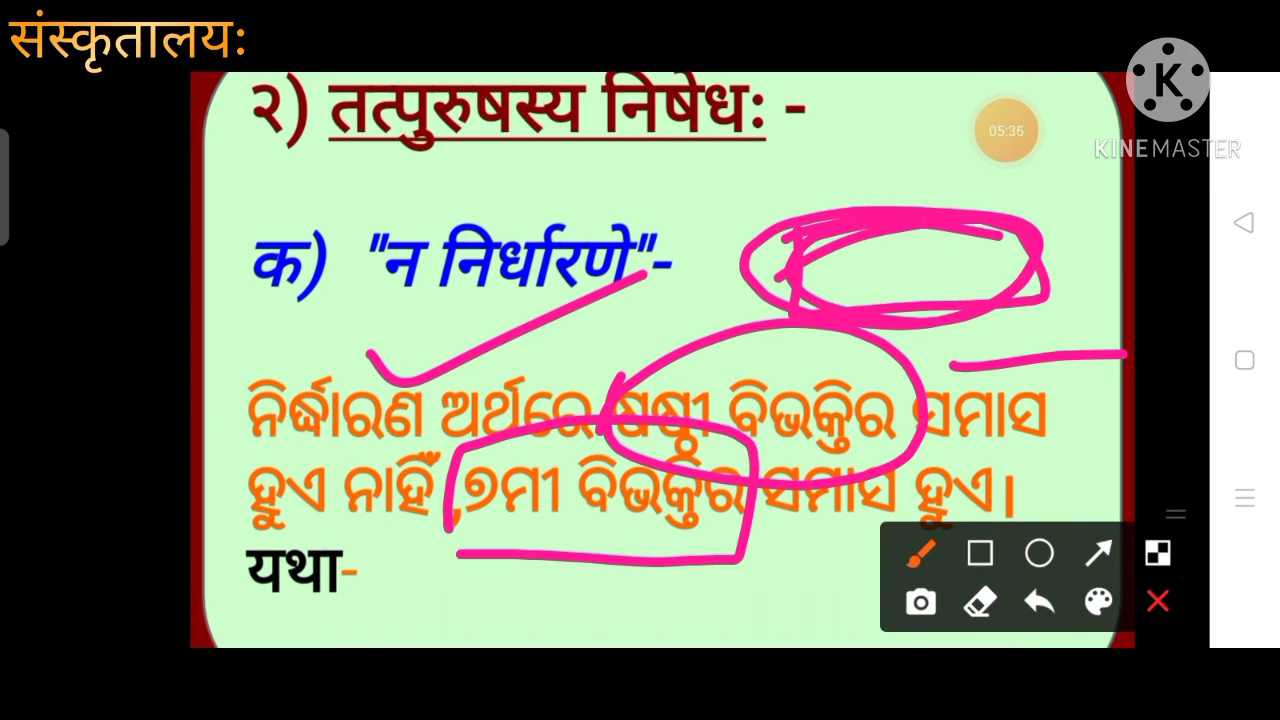 संस्कृतालयः
KINEMASTER
२) तत्पुरुषस्य निषेधः -
05:36
क) "न निर्धारणे"-
ନିର୍ଦ୍ଧାରଣ ଅର୍ଥରେ ଷଷ୍ଠୀ ବିଭକ୍ତିର ସମାସ
ହୁଏ ନାହିଁ ,୭ମୀ ବିଭକ୍ତିର ସମାସ ହୁଏ।
यथा-